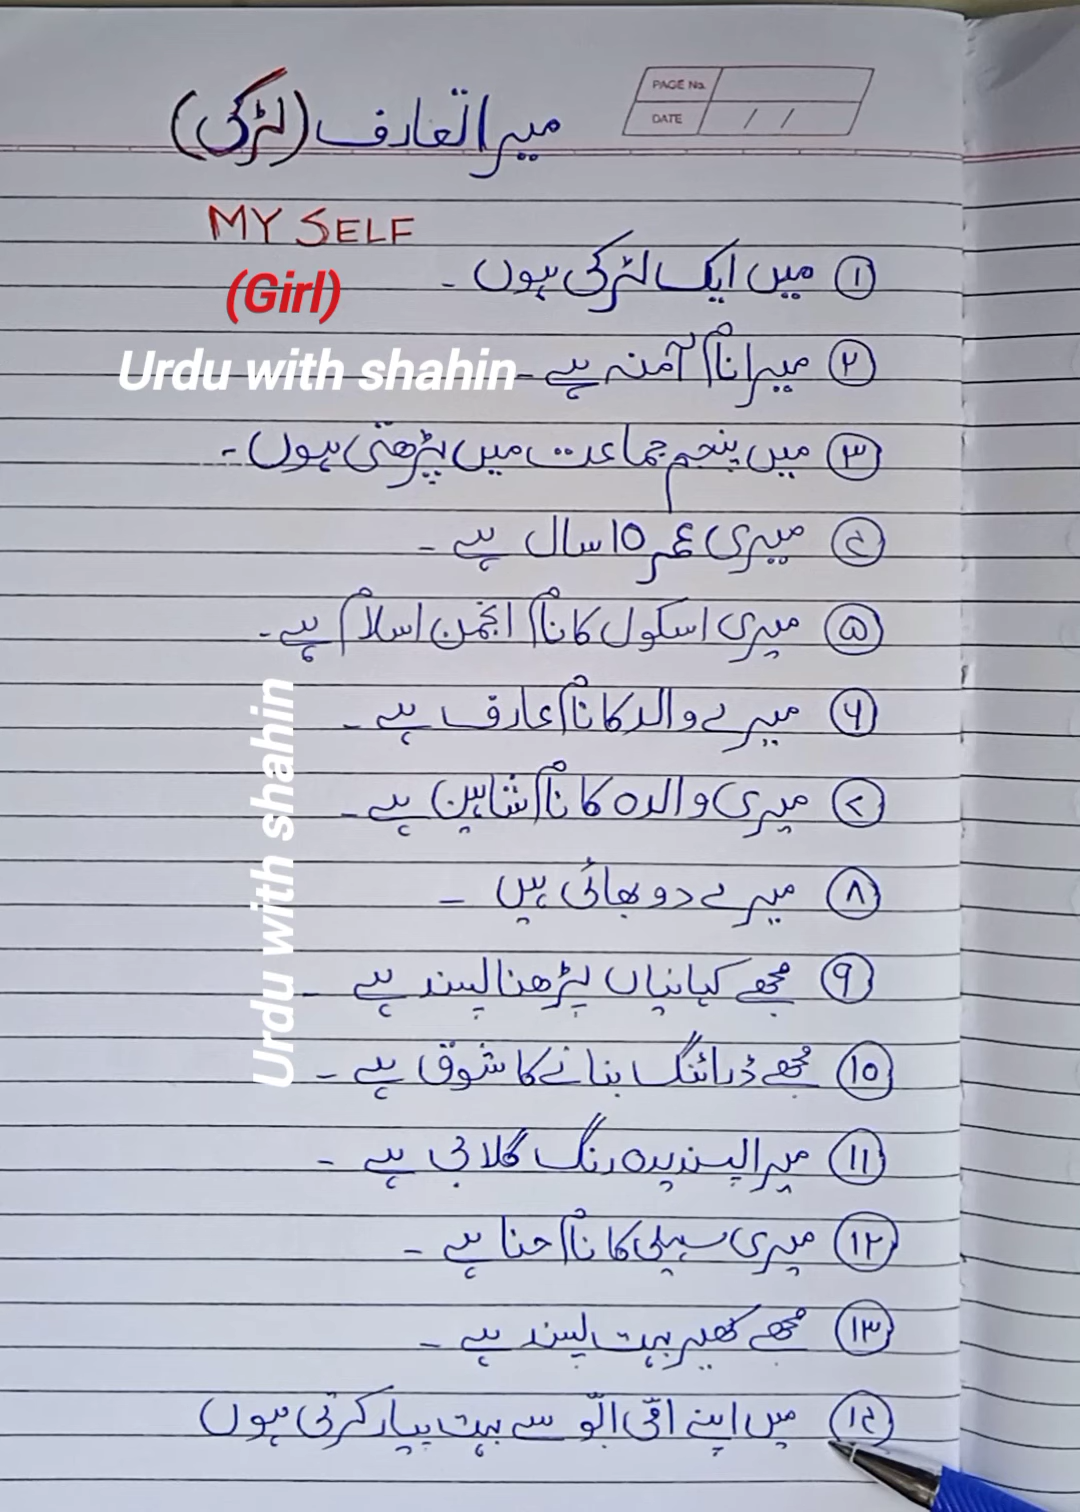 میرا تعارف (لڑکی)
PAGE No.
DATE / /
MY SELF
(Girl)
Urdu with shahin
۱ میں ایک لڑکی ہوں ۔
۲ میرا نام آمنہ ہے ۔
۳ میں پنجم جماعت میں پڑھتی ہوں ۔
۴ میری عمر 10 سال ہے ۔
۵ میری اسکول کا نام انجمن اسلام ہے ۔
۶ میرے والد کا نام عارف ہے ۔
۷ میری والدہ کا نام شاہین ہے ۔
۸ میرے دو بھائی ہیں ۔
۹ مجھے کہانیاں پڑھنا پسند ہے ۔
۱۰ مجھے ڈرائنگ بنانے کا شوق ہے ۔
۱۱ میرا پسندیدہ رنگ گلابی ہے ۔
۱۲ میری سہیلی کا نام حنا ہے ۔
۱۳ مجھے کھیر بہت پسند ہے ۔
۱۴ میں اپنے امّی ابّو سے بہت پیار کرتی ہوں
Urdu with shahin